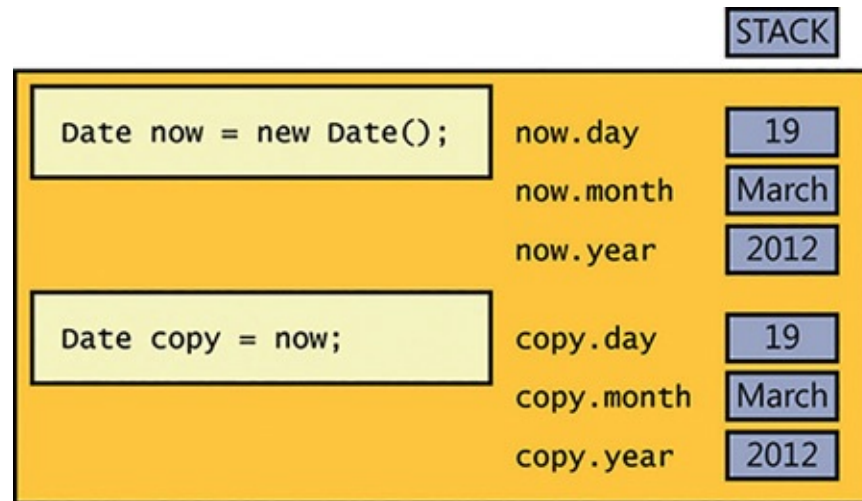 STACK
Date now = new Date(); now.day 19
now.month March
now.year 2012
Date copy = now; copy.day 19
copy.month March
copy.year 2012